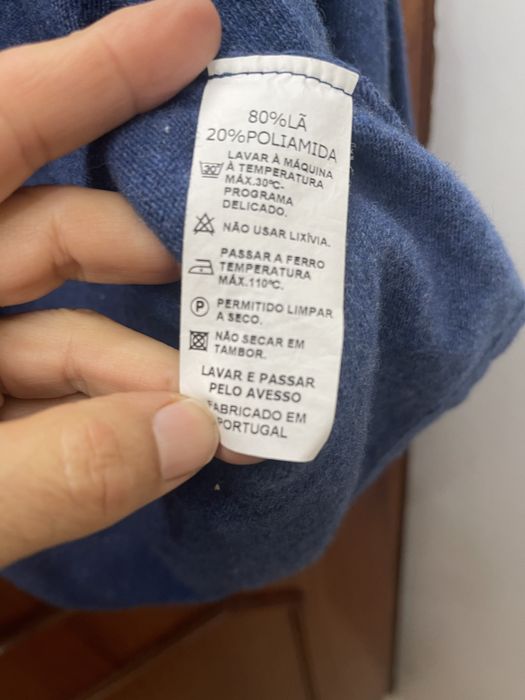 80%LÃ
20%POLIAMIDA
30
LAVAR À MÁQUINA
À TEMPERATURA
MÁX.30ºC-
PROGRAMA
DELICADO.
NÃO USAR LIXÍVIA.
PASSAR A FERRO
TEMPERATURA
MÁX.110ºC.
P
PERMITIDO LIMPAR
A SECO.
NÃO SECAR EM
TAMBOR.
LAVAR E PASSAR
PELO AVESSO
FABRICADO EM
PORTUGAL